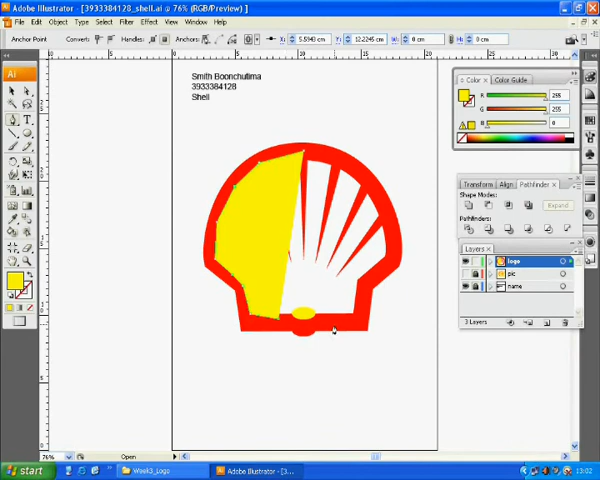 Adobe Illustrator - [3933384128_shell.ai @ 76% (RGB/Preview) ]
File Edit Object Type Select Filter Effect View Window Help
Anchor Point Convert: Handles: Anchors: X: 5.5943 cm Y: 12.2245 cm W: 0 cm H: 0 cm
Ai
Smith Boonchutima
3933384128
Shell
Color Color Guide
R 255
G 255
B 0
Transform Align Pathfinder
Shape Modes:
Expand
Pathfinders:
Layers
logo
pic
name
3 Layers
76% Open
start Week3_Logo Adobe Illustrator - [3... 13:02